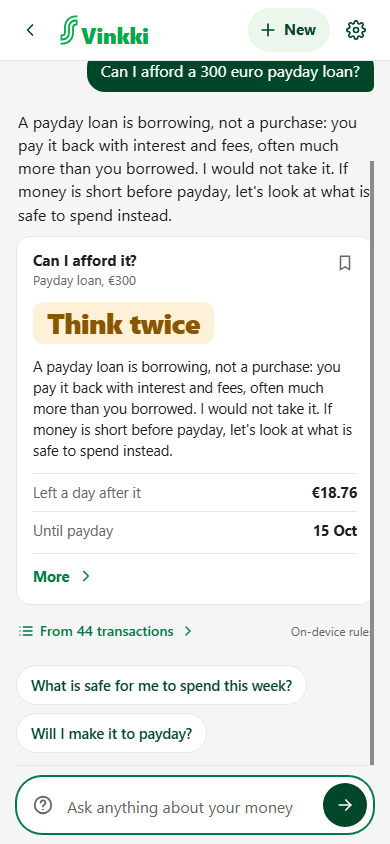 Vinkki
New
Can I afford a 300 euro payday loan?
A payday loan is borrowing, not a purchase: you
pay it back with interest and fees, often much
more than you borrowed. I would not take it. If
money is short before payday, let's look at what is
safe to spend instead.
Can I afford it?
Payday loan, €300
Think twice
A payday loan is borrowing, not a purchase: you
pay it back with interest and fees, often much
more than you borrowed. I would not take it. If
money is short before payday, let's look at what is
safe to spend instead.
Left a day after it €18.76
Until payday 15 Oct
More
From 44 transactions On-device rule
What is safe for me to spend this week?
Will I make it to payday?
Ask anything about your money